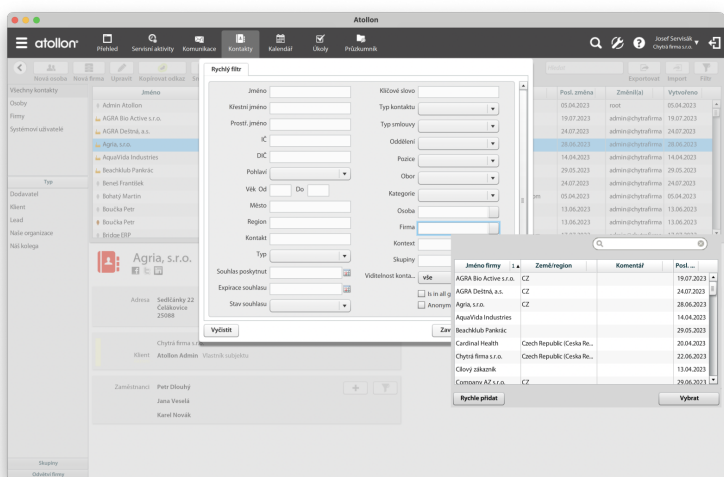 Atollon
atollon
Přehled Servisní aktivity Komunikace Kontakty Kalendář Úkoly Průzkumník
Josef Servisák
Chytrá firma s.r.o.
Nová osoba Nová firma Upravit Kopírovat odkaz
Exportovat Import Filtr
Všechny kontakty
Osoby
Firmy
Systémoví uživatelé
Typ
Dodavatel
Klient
Lead
Naše organizace
Náš kolega
Skupiny
Odvětví firmy
Jméno
Admin Atollon
AGRA Bio Active s.r.o.
AGRA Deštná, a.s.
Agria, s.r.o.
AquaVida Industries
Beachklub Pankrác
Beneš František
Bohatý Martin
Boučka Petr
Boučka Petr
Bridge ERP
Posl. změna Změnil(a) Vytvořeno
05.04.2023 root 05.04.2023
19.07.2023 admin@chytrafirma 19.07.2023
24.07.2023 admin@chytrafirma 24.07.2023
28.06.2023 admin@chytrafirma 28.06.2023
14.04.2023 admin@chytrafirma 14.04.2023
29.05.2023 admin@chytrafirma 29.05.2023
24.07.2023 admin@chytrafirma 24.07.2023
05.04.2023 admin@chytrafirma 05.04.2023
13.06.2023 admin@chytrafirma 13.06.2023
13.06.2023 admin@chytrafirma 13.06.2023
Rychlý filtr
Jméno
Křestní jméno
Prostř. jméno
IČ
DIČ
Pohlaví
Věk Od Do
Město
Region
Kontakt
Typ
Souhlas poskytnut
Expirace souhlasu
Stav souhlasu
Klíčové slovo
Typ kontaktu
Typ smlouvy
Oddělení
Pozice
Obor
Kategorie
Osoba
Firma
Kontext
Skupiny
Viditelnost konta... vše
Is in all g
Anonym
Vyčistit
Zav
Jméno firmy 1 Země/region Komentář Posl. ...
AGRA Bio Active s.r.o. CZ 19.07.2023
AGRA Deštná, a.s. CZ 24.07.2023
Agria, s.r.o. CZ 28.06.2023
AquaVida Industries 14.04.2023
Beachklub Pankrác 29.05.2023
Cardinal Health Czech Republic (Ceska Re... 20.04.2023
Chytrá firma s.r.o. Czech Republic (Ceska Re... 22.06.2023
Cílový zákazník 13.04.2023
Company AZ s.r.o. CZ 29.06.2023
Rychle přidat Vybrat
Agria, s.r.o.
Adresa Sedlčánky 22
Čelákovice
25088
Chytrá firma s.r.o.
Klient Atollon Admin Vlastník subjektu
Zaměstnanci Petr Dlouhý
Jana Veselá
Karel Novák